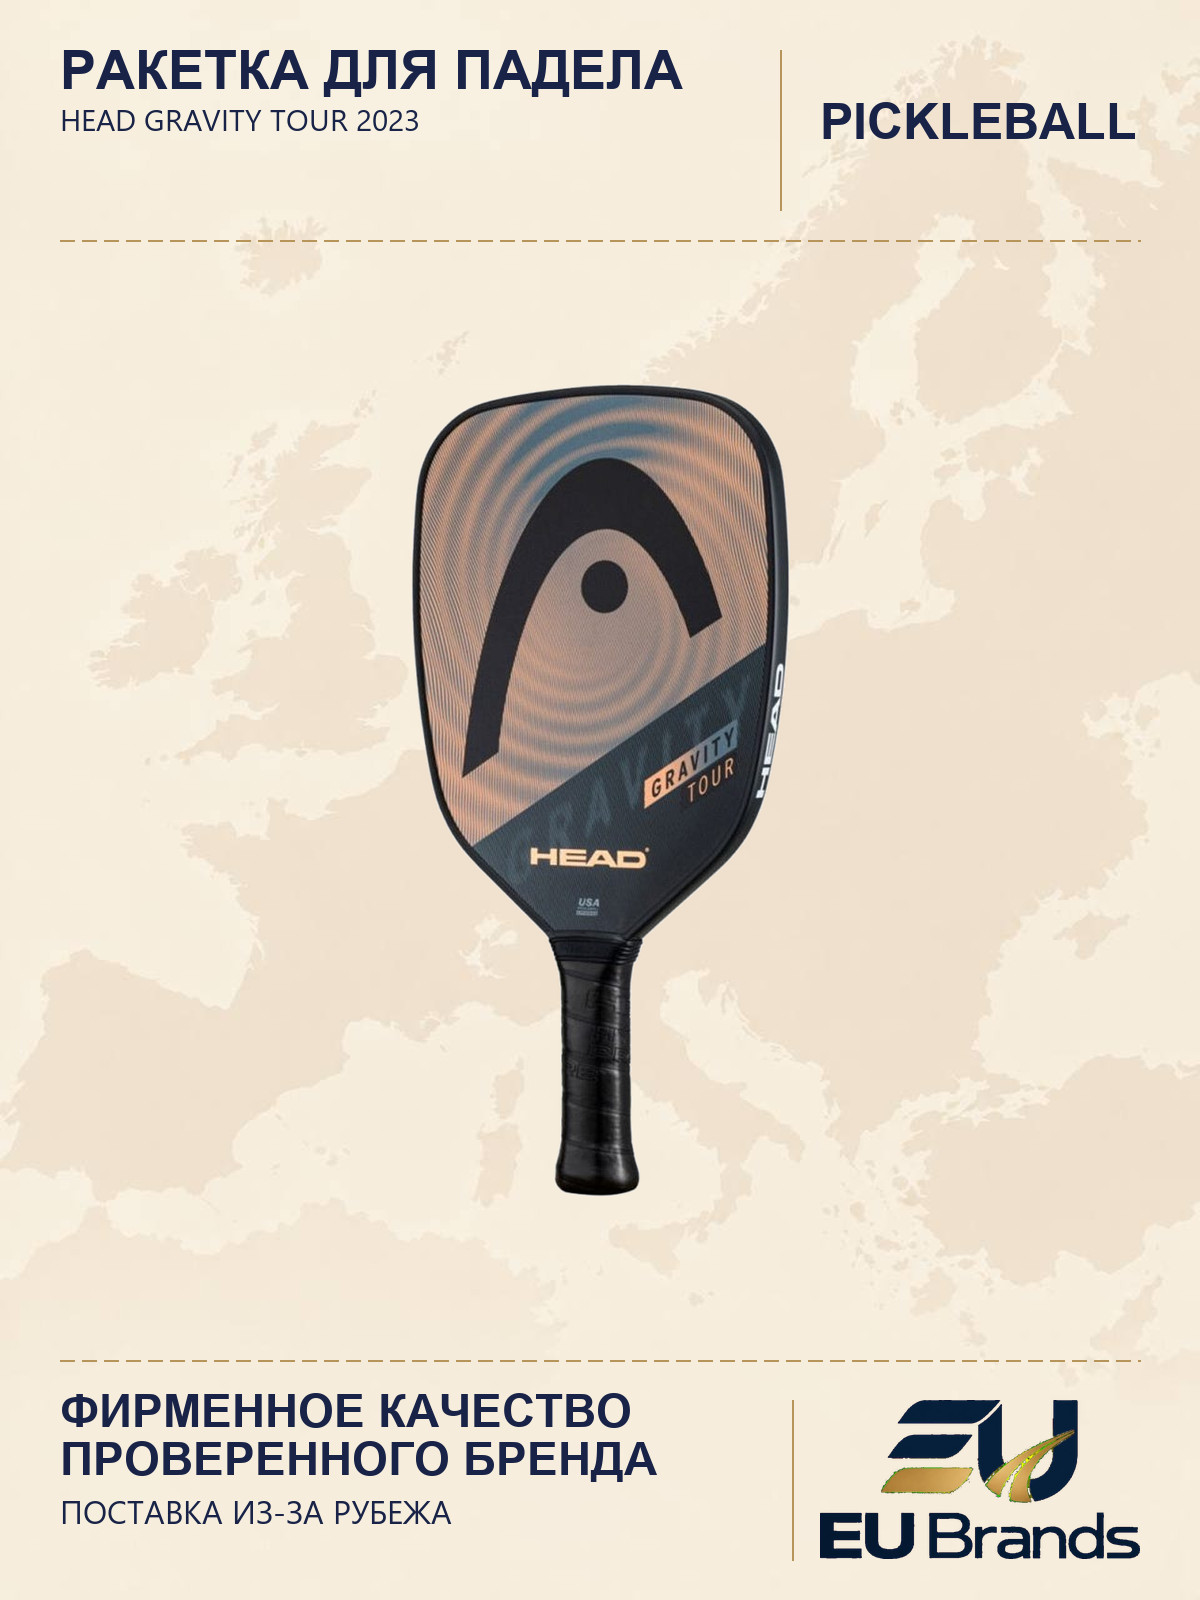 РАКЕТКА ДЛЯ ПАДЕЛА
HEAD GRAVITY TOUR 2023
PICKLEBALL
GRAVITY
GRAVITY
TOUR
HEAD
HEAD
USA
ФИРМЕННОЕ КАЧЕСТВО
ПРОВЕРЕННОГО БРЕНДА
ПОСТАВКА ИЗ-ЗА РУБЕЖА
EU
EU Brands